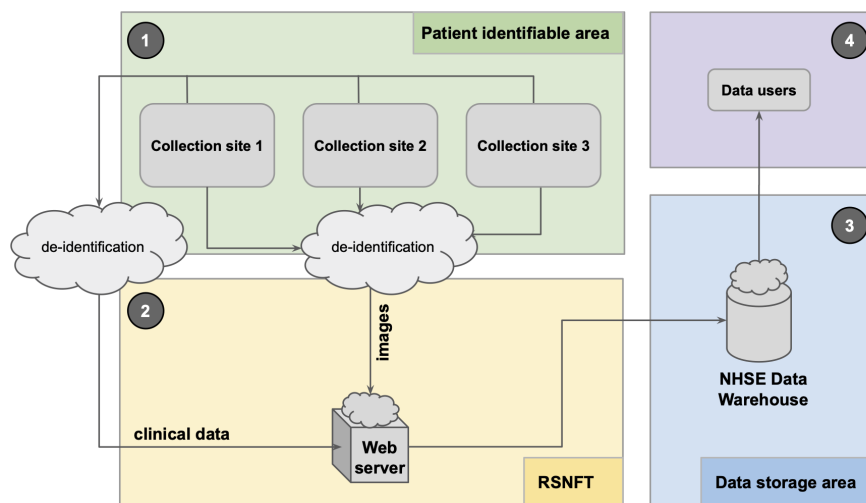 1
Patient identifiable area
4
Data users
Collection site 1
Collection site 2
Collection site 3
de-identification
de-identification
3
2
images
NHSE Data
Warehouse
clinical data
Web
server
RSNFT
Data storage area